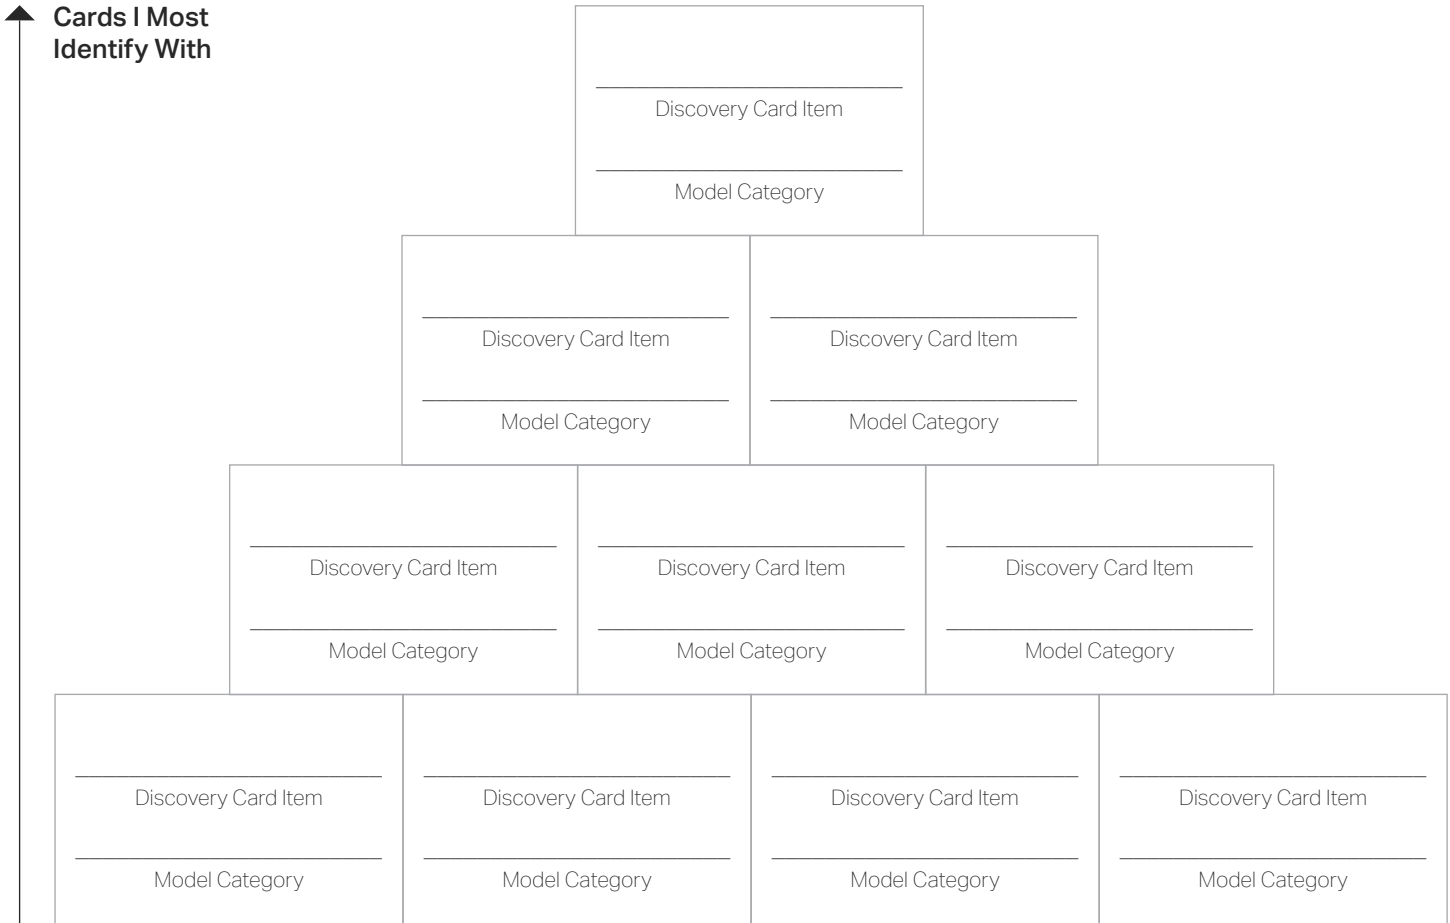 Cards I Most
Identify With
Discovery Card Item
Model Category
Discovery Card Item Discovery Card Item
Model Category Model Category
Discovery Card Item Discovery Card Item Discovery Card Item
Model Category Model Category Model Category
Discovery Card Item Discovery Card Item Discovery Card Item Discovery Card Item
Model Category Model Category Model Category Model Category